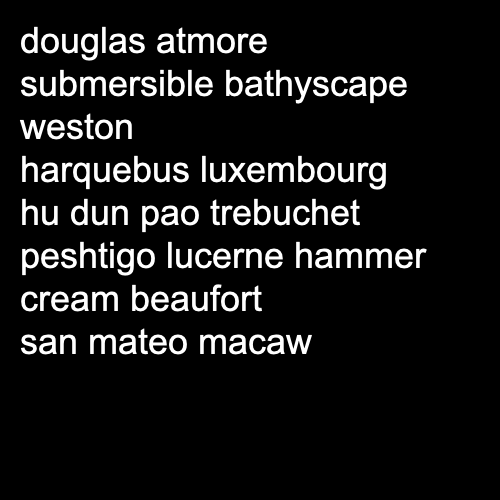 douglas atmore
submersible bathyscape
weston
harquebus luxembourg
hu dun pao trebuchet
peshtigo lucerne hammer
cream beaufort
san mateo macaw